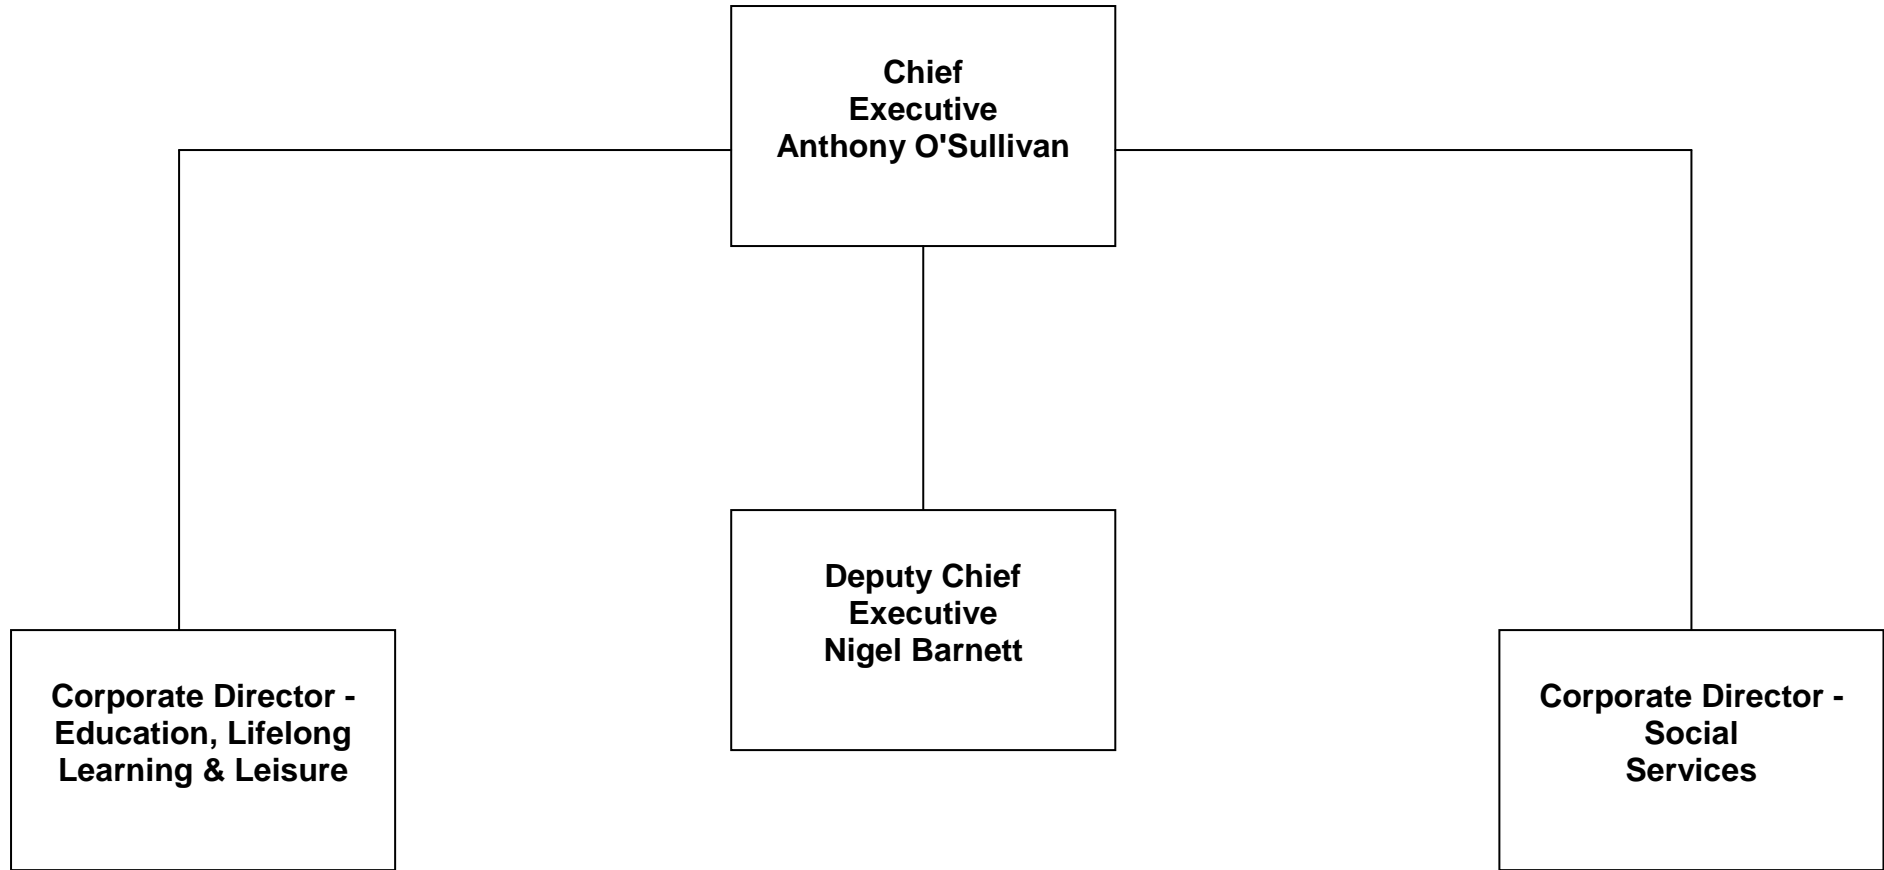 Chief
Executive
Anthony O'Sullivan
Deputy Chief
Executive
Nigel Barnett
Corporate Director -
Education, Lifelong
Learning & Leisure
Corporate Director -
Social
Services